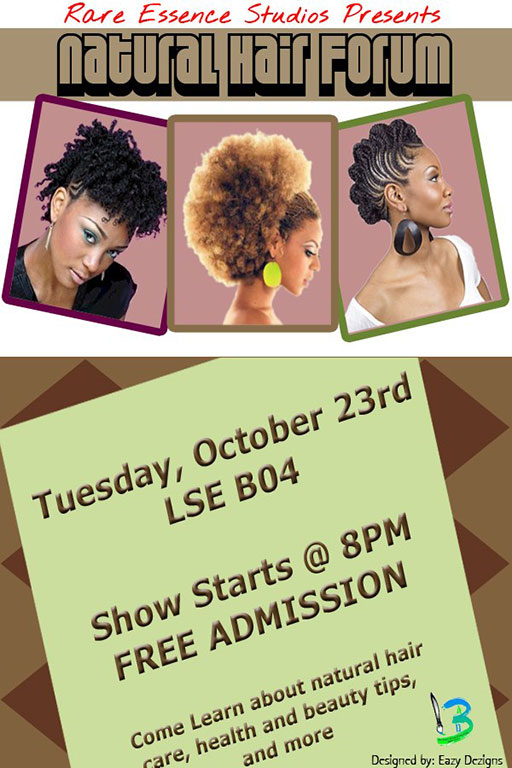 Rare Essence Studios Presents
Natural Hair Forum
Tuesday, October 23rd
LSE B04
Show Starts @ 8PM
FREE ADMISSION
Come Learn about natural hair
care, health and beauty tips,
and more
B
Designed by: Eazy Dezigns